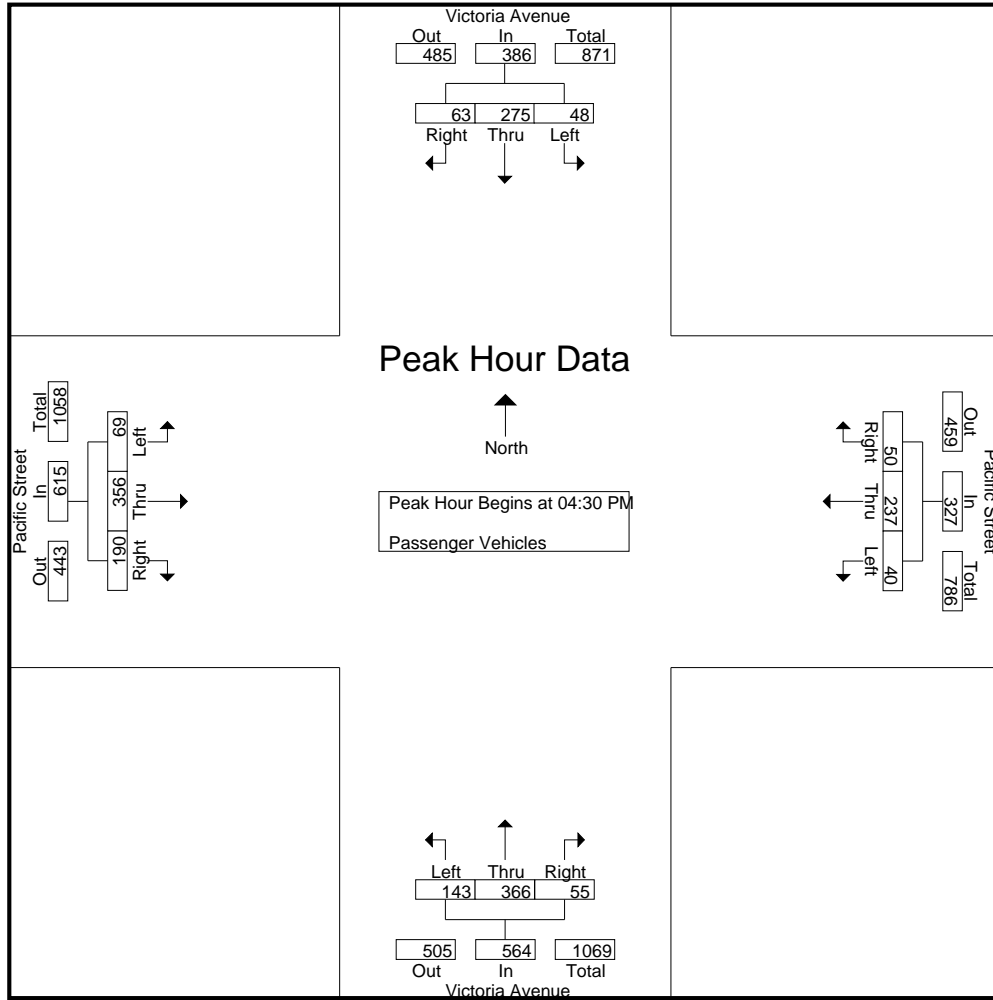 Victoria Avenue
Out In Total
485 386 871
63 275 48
Right Thru Left
Peak Hour Data
North
Peak Hour Begins at 04:30 PM
Passenger Vehicles
Pacific Street
Total In Out
1058 615 443
69 356 190
Left Thru Right
Pacific Street
Out In Total
459 327 786
50 237 40
Right Thru Left
Left Thru Right
143 366 55
505 564 1069
Out In Total
Victoria Avenue